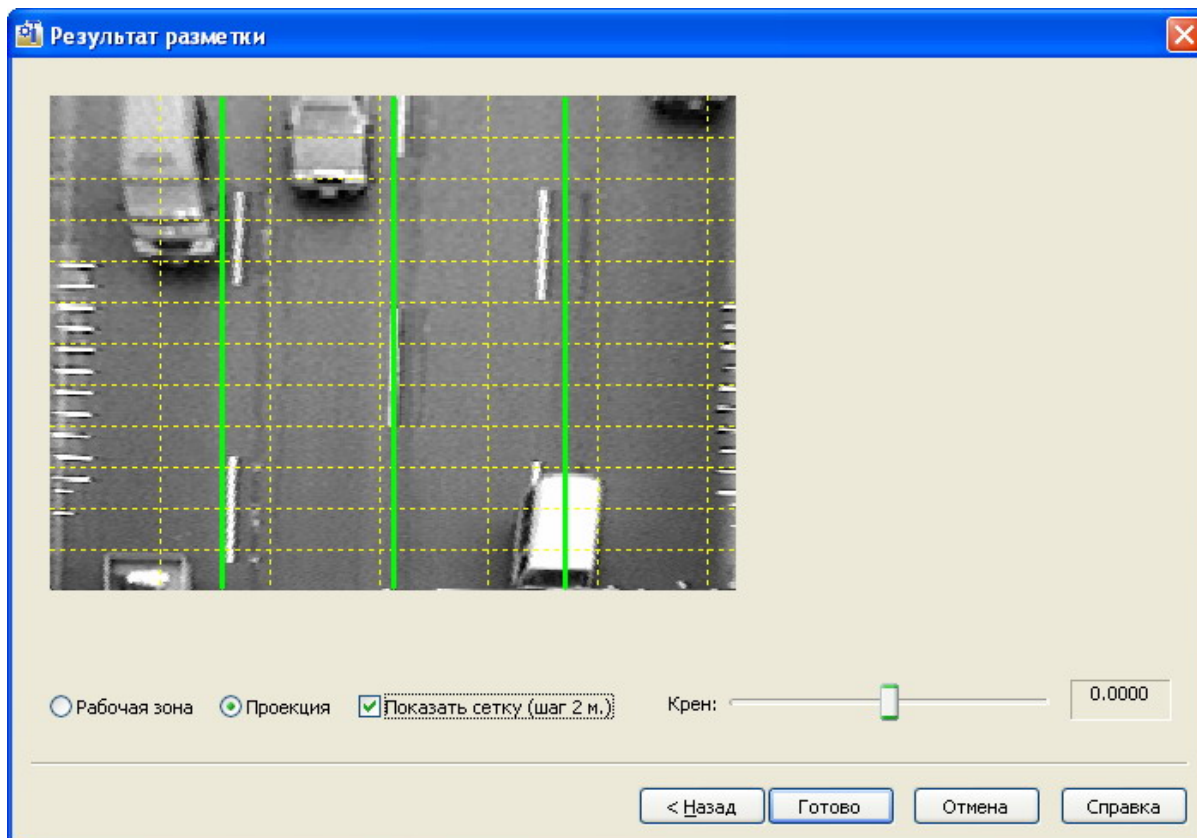 Результат разметки
Рабочая зона
Проекция
Показать сетку (шаг 2 м.)
Крен:
0.0000
< Назад
Готово
Отмена
Справка